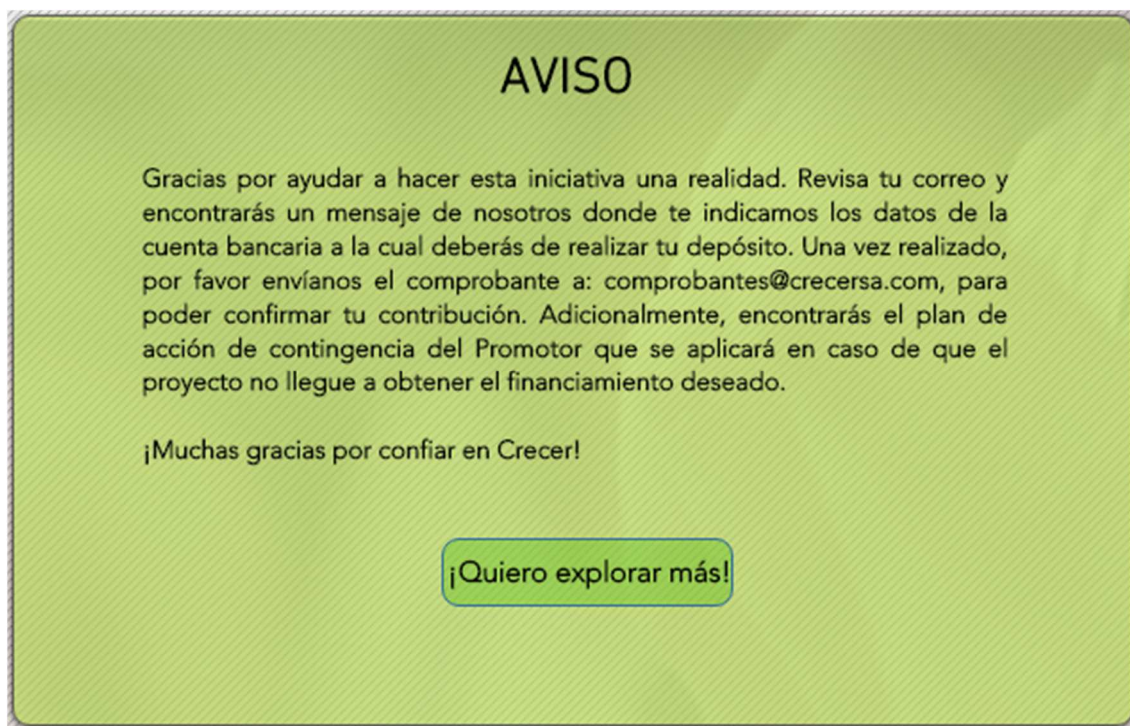 AVISO
Gracias por ayudar a hacer esta iniciativa una realidad. Revisa tu correo y
encontrarás un mensaje de nosotros donde te indicamos los datos de la
cuenta bancaria a la cual deberás de realizar tu depósito. Una vez realizado,
por favor envíanos el comprobante a: comprobantes@crecersa.com, para
poder confirmar tu contribución. Adicionalmente, encontrarás el plan de
acción de contingencia del Promotor que se aplicará en caso de que el
proyecto no llegue a obtener el financiamiento deseado.
¡Muchas gracias por confiar en Crecer!
¡Quiero explorar más!